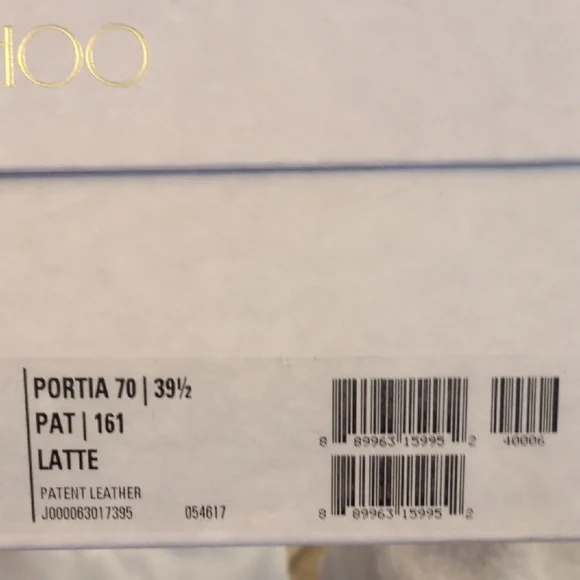 HOO
PORTIA 70 | 39½
PAT | 161
LATTE
PATENT LEATHER
J000063017395 054617
8 89963 15995 2
40006
8 89963 15995 2